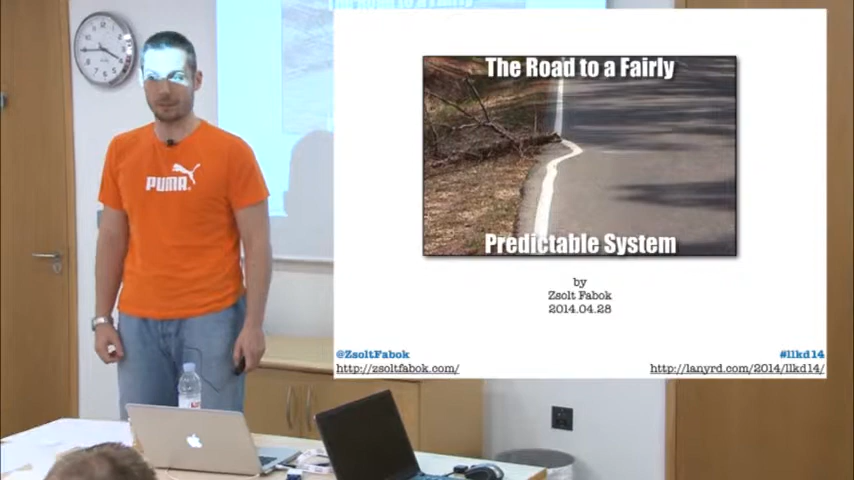 PUMA
The Road to a Fairly
Predictable System
by
Zsolt Fabok
2014.04.28
@ZsoltFabok
#llkd14
http://zsoltfabok.com/
http://lanyrd.com/2014/llkd14/